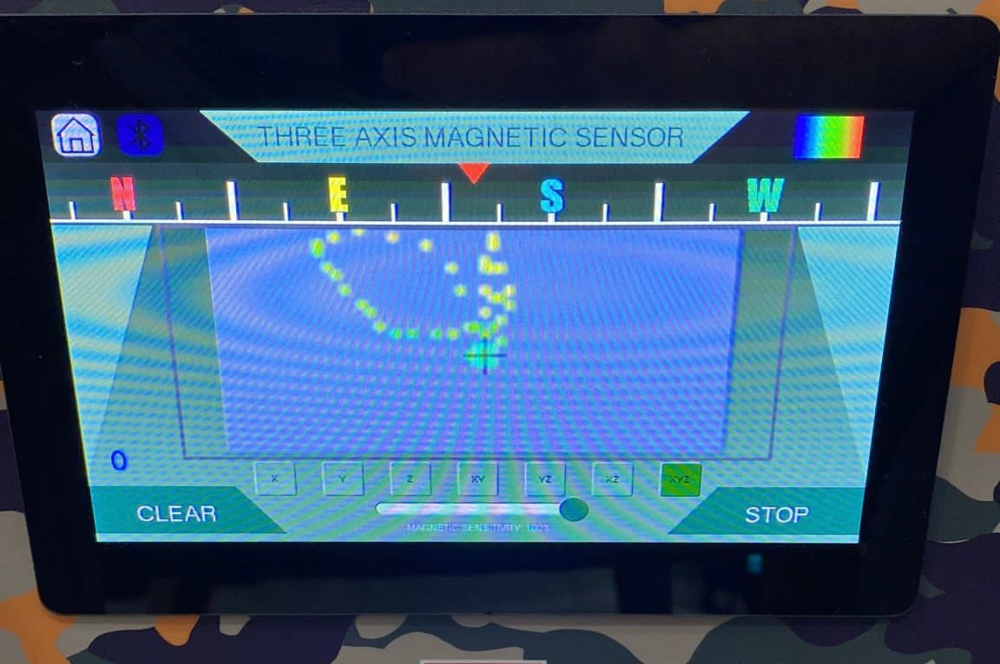 THREE AXIS MAGNETIC SENSOR
N E S W
0
X Y Z XY YZ XZ XYZ
CLEAR
MAGNETIC SENSITIVITY 100%
STOP